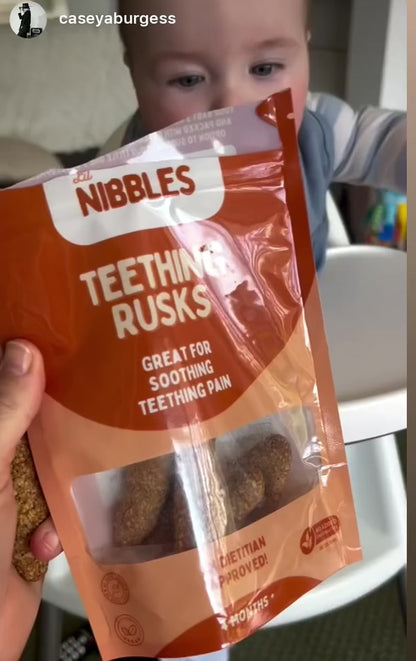 caseyaburgess
Lil
NIBBLES
TEETHING
RUSKS
GREAT FOR
SOOTHING
TEETHING PAIN
DIETITIAN
APPROVED!
MONTHS